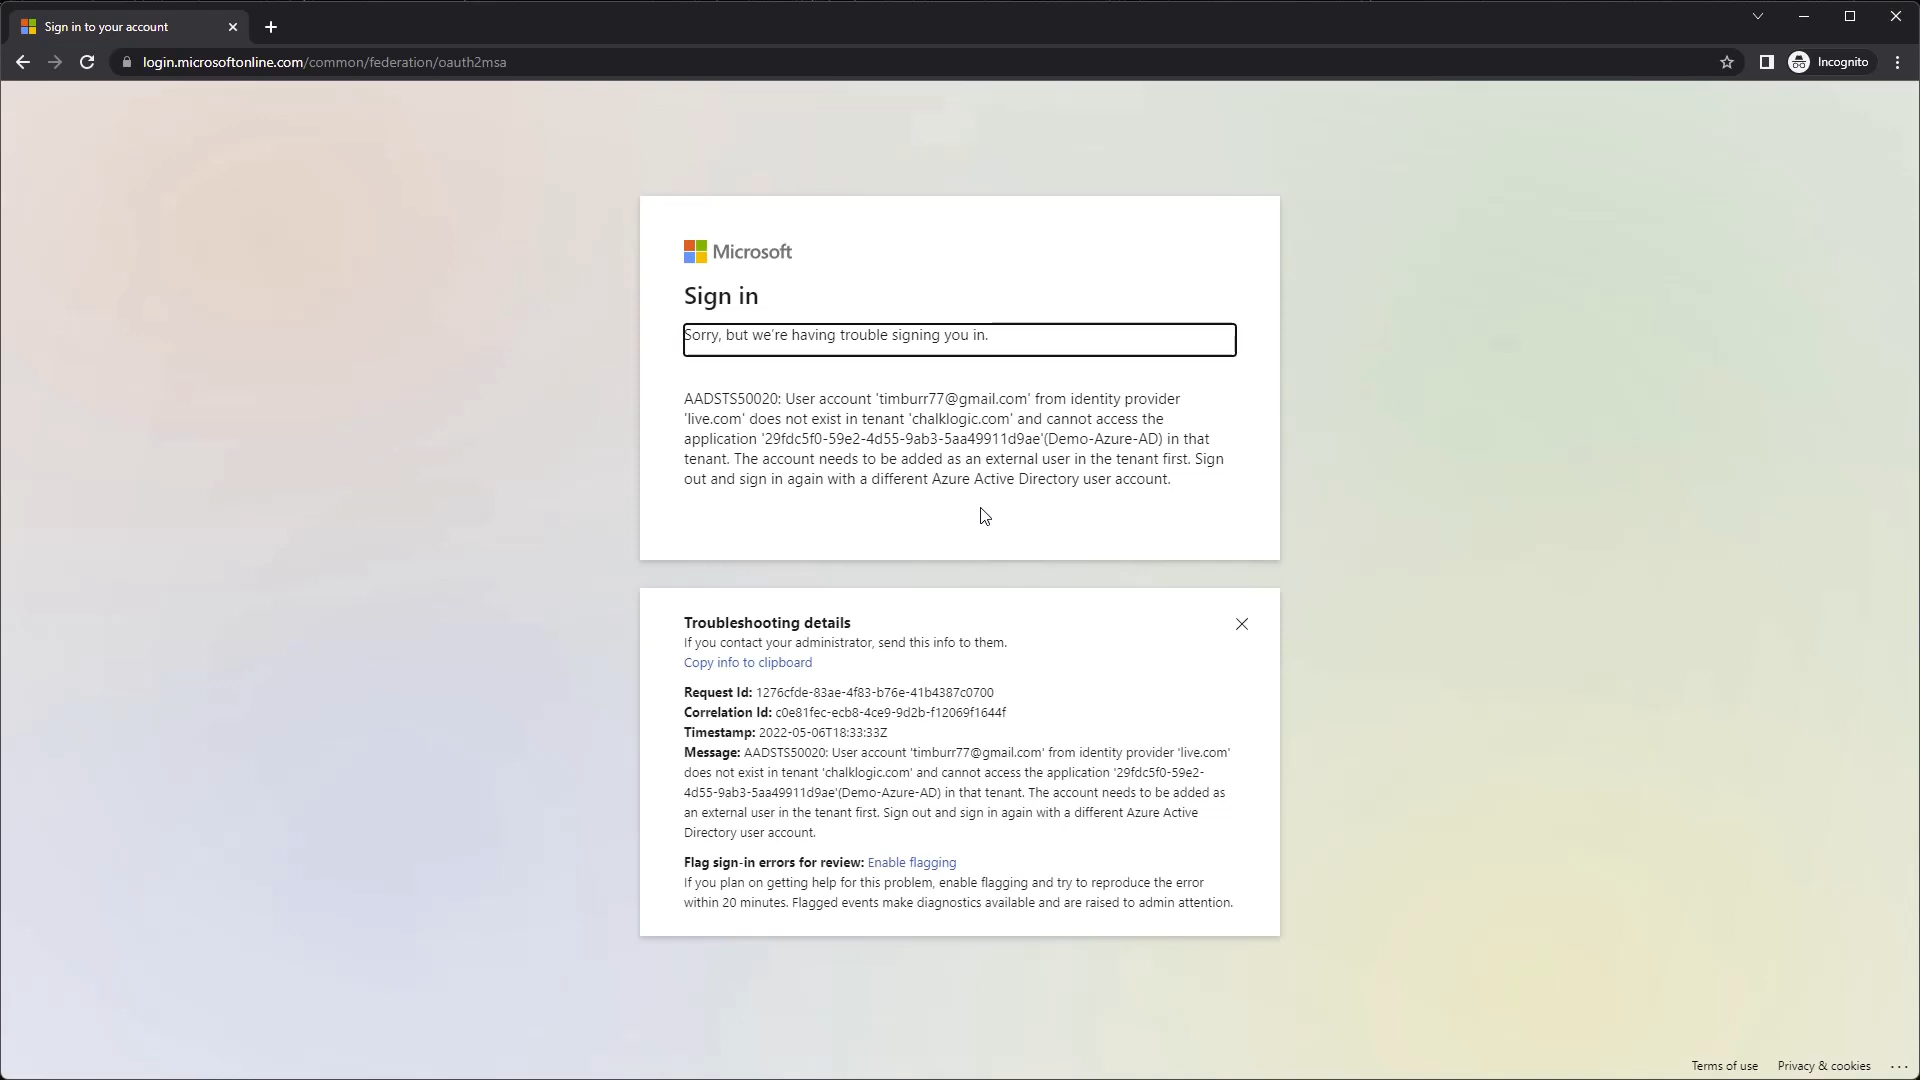 Sign in to your account
login.microsoftonline.com/common/federation/oauth2msa
Incognito
Microsoft
Sign in
Sorry, but we're having trouble signing you in.
AADSTS50020: User account 'timburr77@gmail.com' from identity provider
'live.com' does not exist in tenant 'chalklogic.com' and cannot access the
application '29fdc5f0-59e2-4d55-9ab3-5aa49911d9ae'(Demo-Azure-AD) in that
tenant. The account needs to be added as an external user in the tenant first. Sign
out and sign in again with a different Azure Active Directory user account.
Troubleshooting details
If you contact your administrator, send this info to them.
Copy info to clipboard
Request Id: 1276cfde-83ae-4f83-b76e-41b4387c0700
Correlation Id: c0e81fec-ecb8-4ce9-9d2b-f12069f1644f
Timestamp: 2022-05-06T18:33:33Z
Message: AADSTS50020: User account 'timburr77@gmail.com' from identity provider 'live.com'
does not exist in tenant 'chalklogic.com' and cannot access the application '29fdc5f0-59e2-
4d55-9ab3-5aa49911d9ae'(Demo-Azure-AD) in that tenant. The account needs to be added as
an external user in the tenant first. Sign out and sign in again with a different Azure Active
Directory user account.
Flag sign-in errors for review: Enable flagging
If you plan on getting help for this problem, enable flagging and try to reproduce the error
within 20 minutes. Flagged events make diagnostics available and are raised to admin attention.
Terms of use Privacy & cookies ...